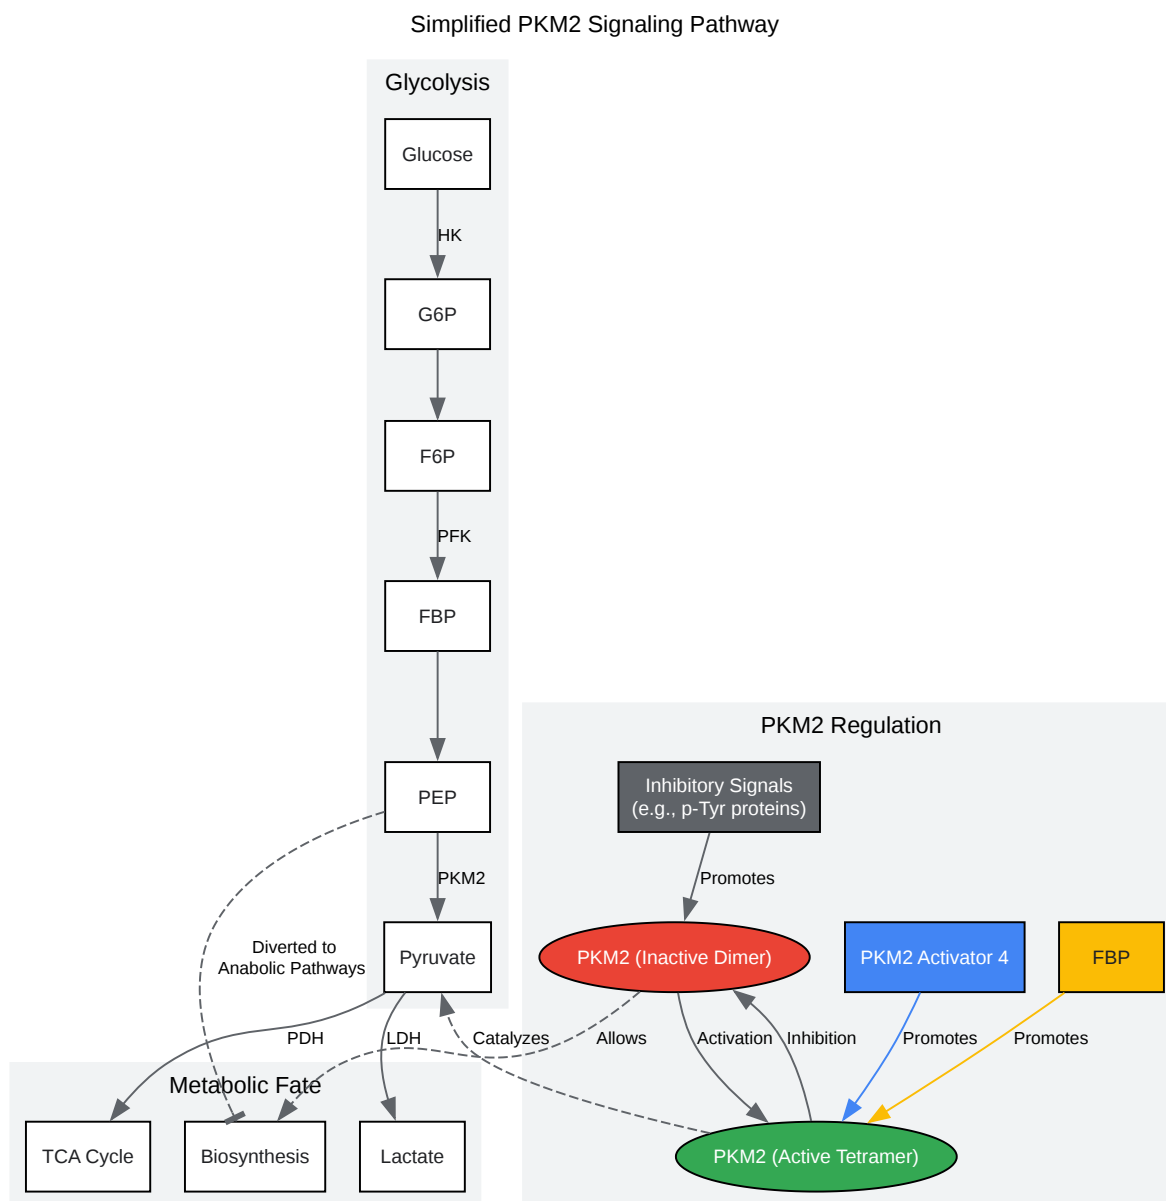 Simplified PKM2 Signaling Pathway
Glycolysis
Glucose
HK
G6P
F6P
PFK
FBP
PEP
PKM2
Pyruvate
Diverted to
Anabolic Pathways
PDH
LDH
Catalyzes
Allows
Metabolic Fate
TCA Cycle
Biosynthesis
Lactate
PKM2 Regulation
Inhibitory Signals
(e.g., p-Tyr proteins)
Promotes
PKM2 (Inactive Dimer)
PKM2 Activator 4
FBP
Activation
Inhibition
Promotes
Promotes
PKM2 (Active Tetramer)